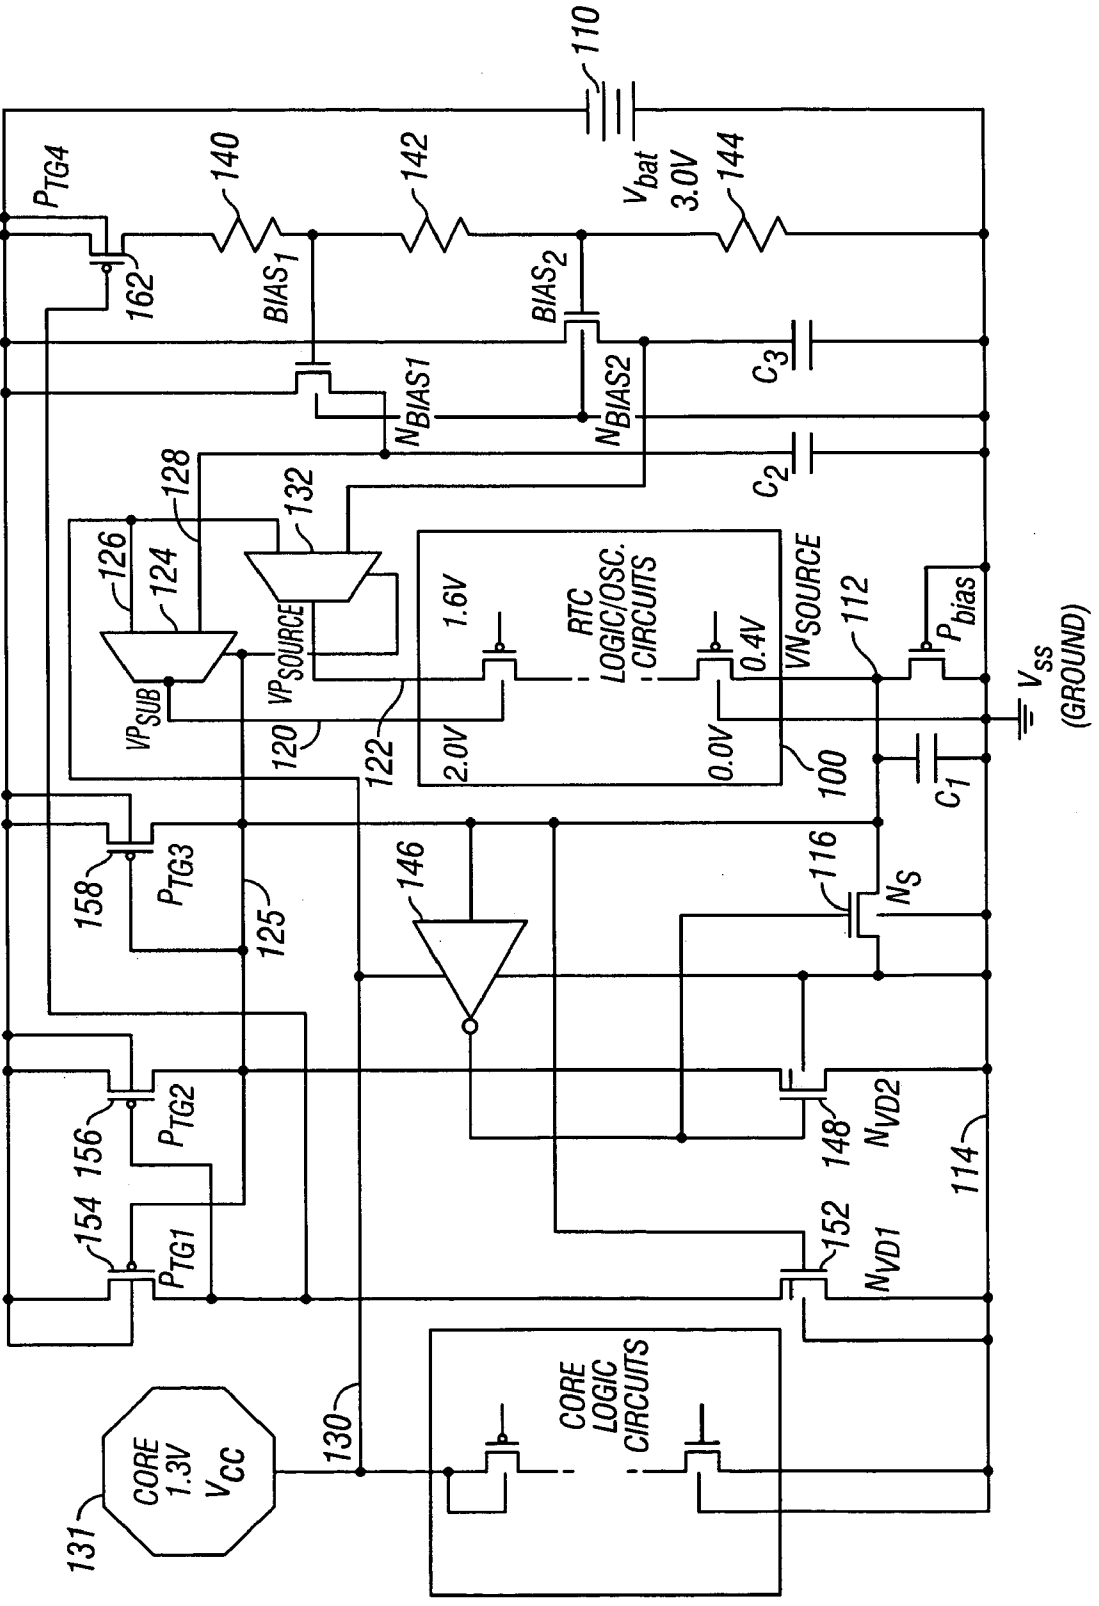 131
CORE
1.3V
VCC
130
CORE
LOGIC
CIRCUITS
154
PTG1
156
PTG2
158
PTG3
125
152
NVD1
148
NVD2
114
146
116
NS
C1
VPSUB
120
122
126
124
128
VPSOURCE
132
1.6V
2.0V
RTC
LOGIC/OSC.
CIRCUITS
0.4V
0.0V
100
VNSOURCE
112
Pbias
VSS
(GROUND)
C2
C3
NBIAS1
NBIAS2
BIAS1
BIAS2
162
PTG4
140
142
144
Vbat
3.0V
110